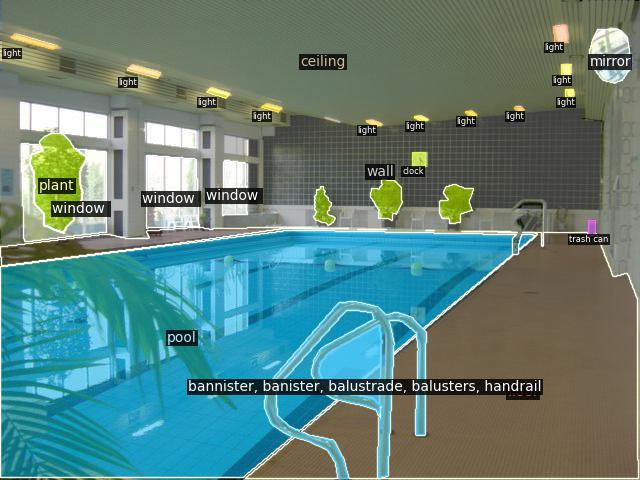 light
light
light
light
light
light
light
light
light
light
light
ceiling
mirror
plant
window
window
window
wall
clock
trash can
pool
bannister, banister, balustrade, balusters, handrail